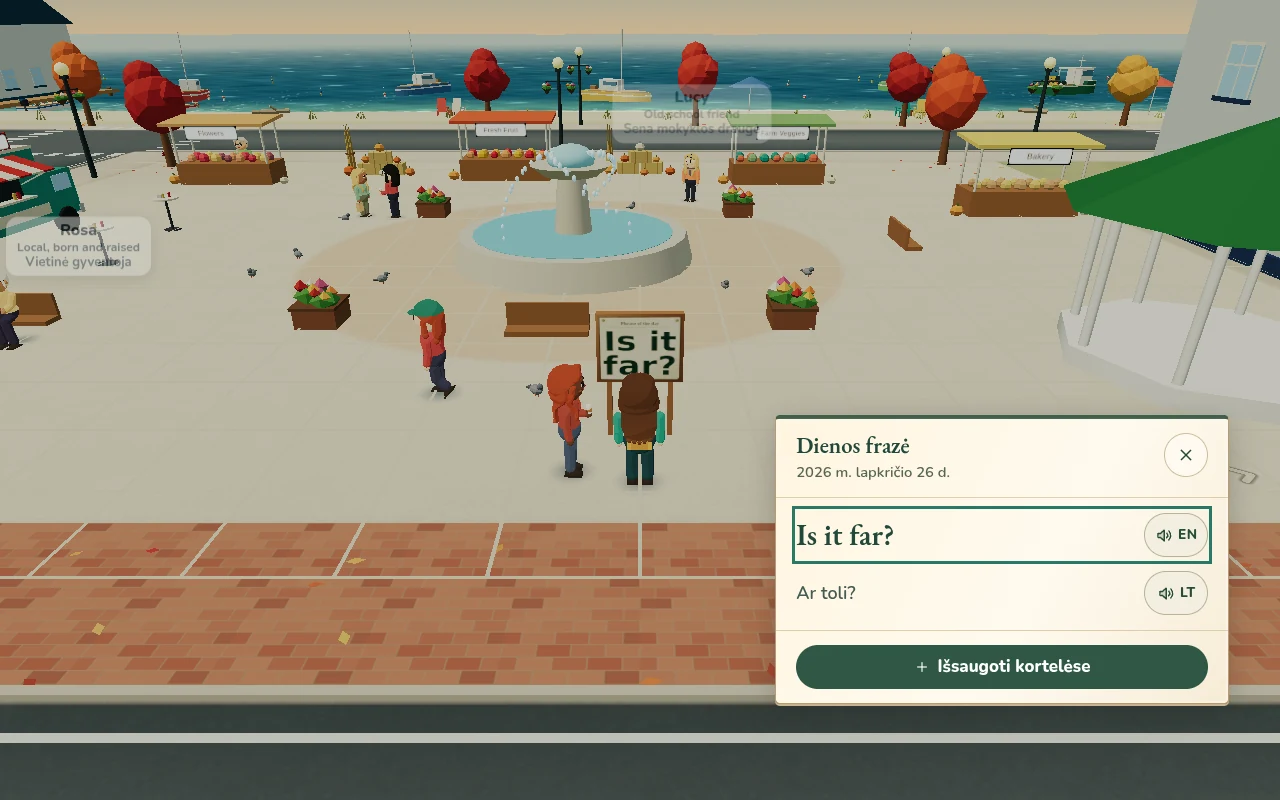 Lucy
Old school friend
Sena mokyklos draugė
Flowers
Fresh Fruit
Farm Veggies
Bakery
Rosa
Local, born and raised
Vietinė gyventoja
Is it
far?
Dienos frazė
2026 m. lapkričio 26 d.
Is it far?
EN
Ar toli?
LT
+ Išsaugoti kortelėse